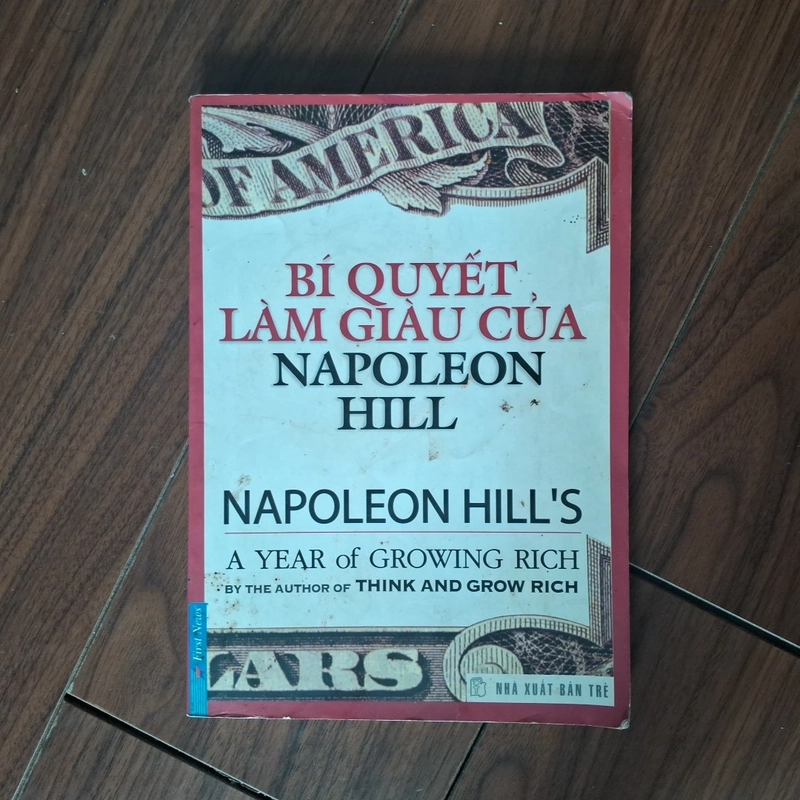 OF AMERICA
BÍ QUYẾT
LÀM GIÀU CỦA
NAPOLEON
HILL
NAPOLEON HILL'S
A YEAR of GROWING RICH
BY THE AUTHOR OF THINK AND GROW RICH
First News
LARS
NHÀ XUẤT BẢN TRẺ